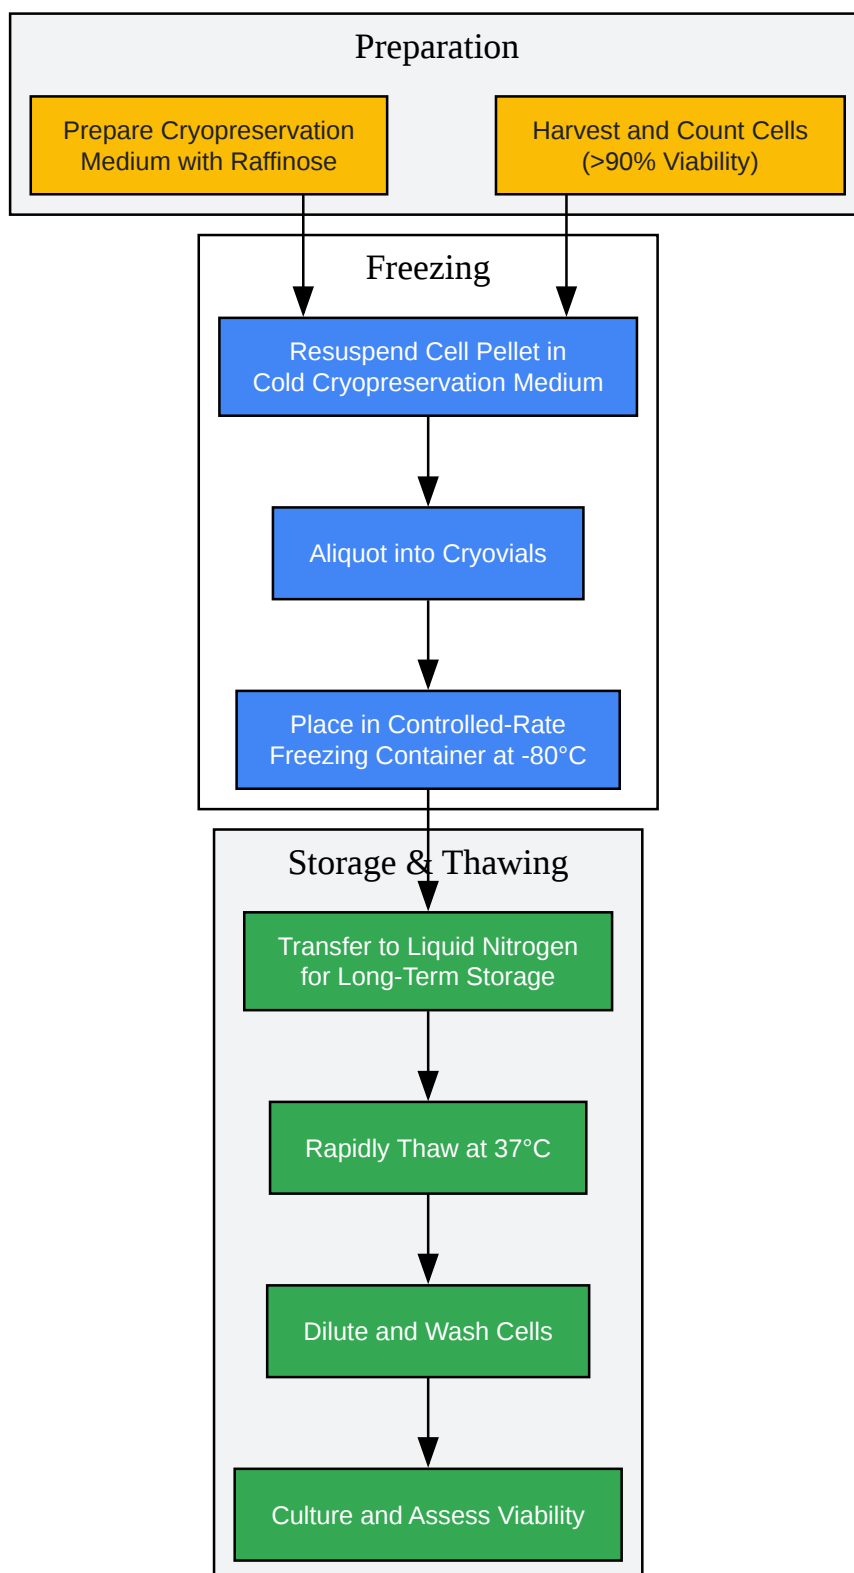 Preparation
Prepare Cryopreservation
Medium with Raffinose
Harvest and Count Cells
(>90% Viability)
Freezing
Resuspend Cell Pellet in
Cold Cryopreservation Medium
Aliquot into Cryovials
Place in Controlled-Rate
Freezing Container at -80°C
Storage & Thawing
Transfer to Liquid Nitrogen
for Long-Term Storage
Rapidly Thaw at 37°C
Dilute and Wash Cells
Culture and Assess Viability